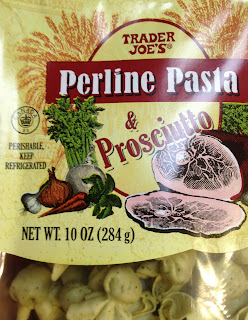 TRADER
JOE'S®
Perline Pasta
&
Prosciutto
PERISHABLE,
KEEP
REFRIGERATED
NET WT. 10 OZ (284 g)